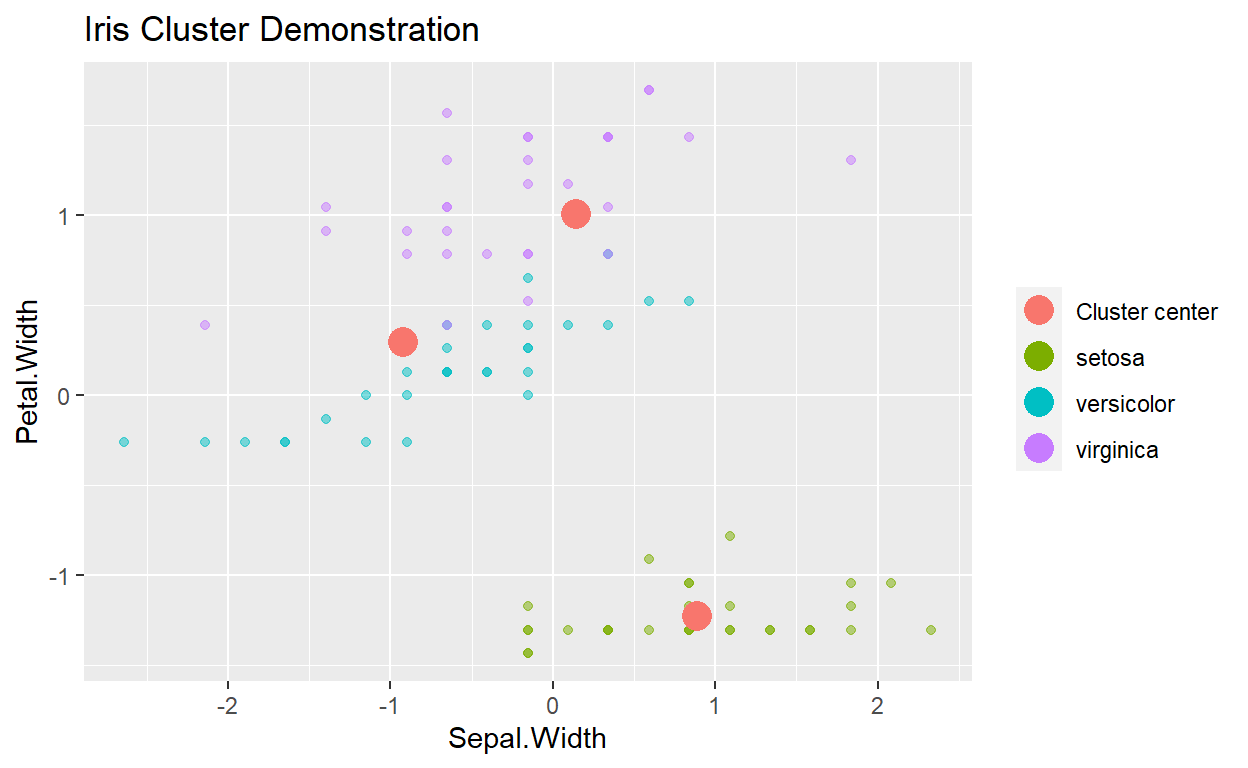 Iris Cluster Demonstration
Petal.Width
1
0
-1
-2
-1
0
1
2
Sepal.Width
Cluster center
setosa
versicolor
virginica